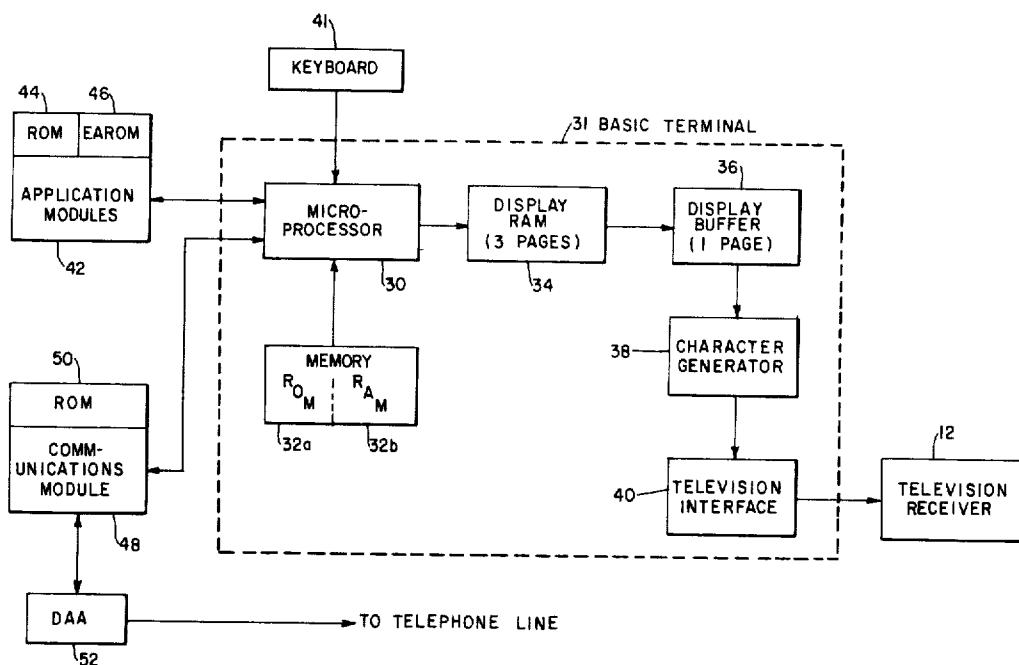 41
KEYBOARD
44
46
ROM
EAROM
APPLICATION
MODULES
42
31 BASIC TERMINAL
MICRO-
PROCESSOR
30
DISPLAY
RAM
(3 PAGES)
34
36
DISPLAY
BUFFER
(1 PAGE)
MEMORY
ROM
RAM
32a
32b
38
CHARACTER
GENERATOR
50
ROM
COMM-
UNICATIONS
MODULE
48
40
TELEVISION
INTERFACE
12
TELEVISION
RECEIVER
DAA
52
TO TELEPHONE LINE